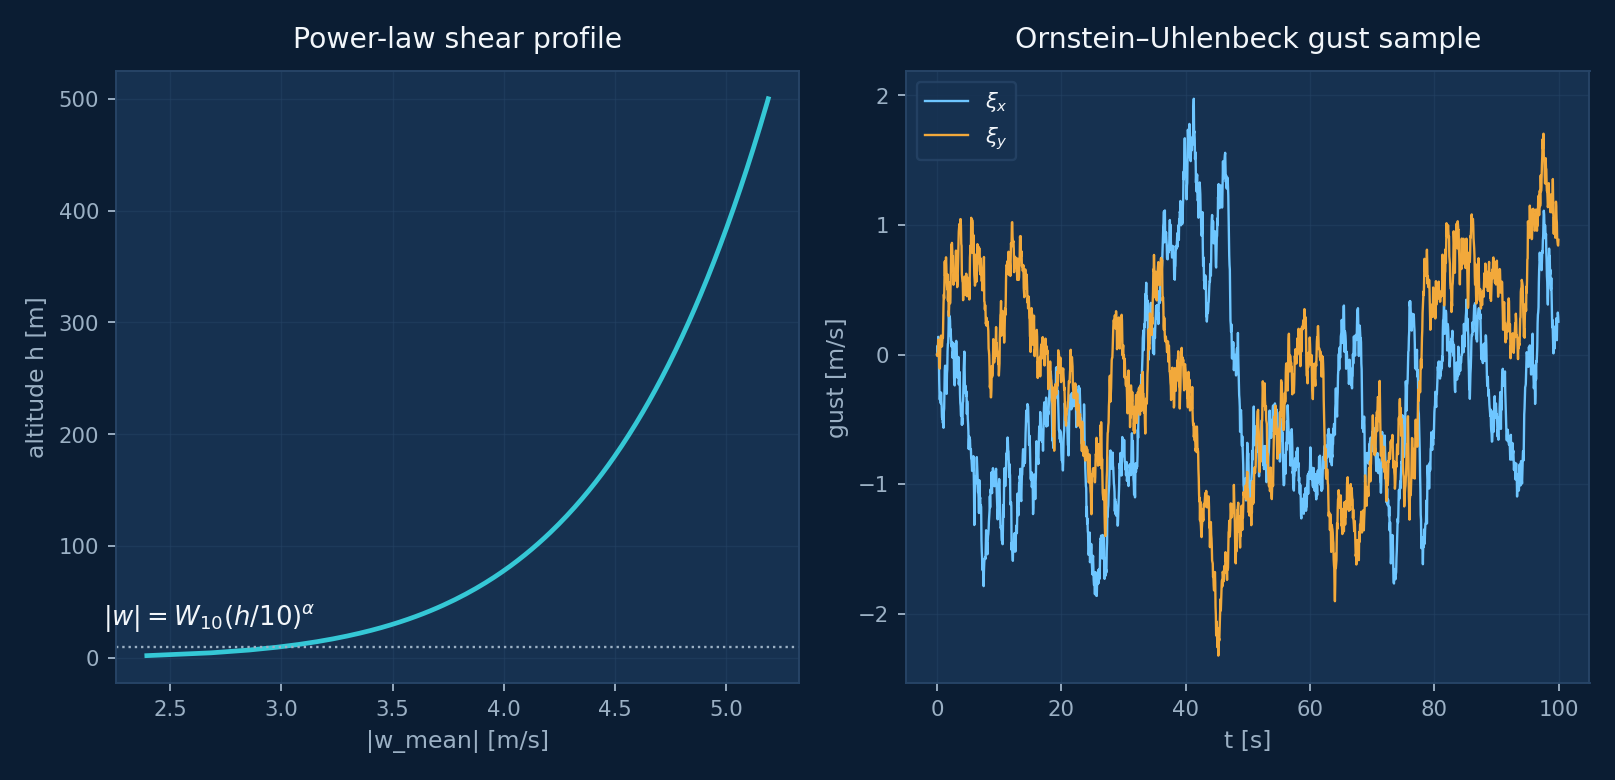 Power-law shear profile
altitude h [m]
500
400
300
200
100
0
|w| = W₁₀(h/10)^α
2.5 3.0 3.5 4.0 4.5 5.0
|w_mean| [m/s]
Ornstein–Uhlenbeck gust sample
gust [m/s]
2
1
0
−1
−2
ξₓ
ξ_y
0 20 40 60 80 100
t [s]